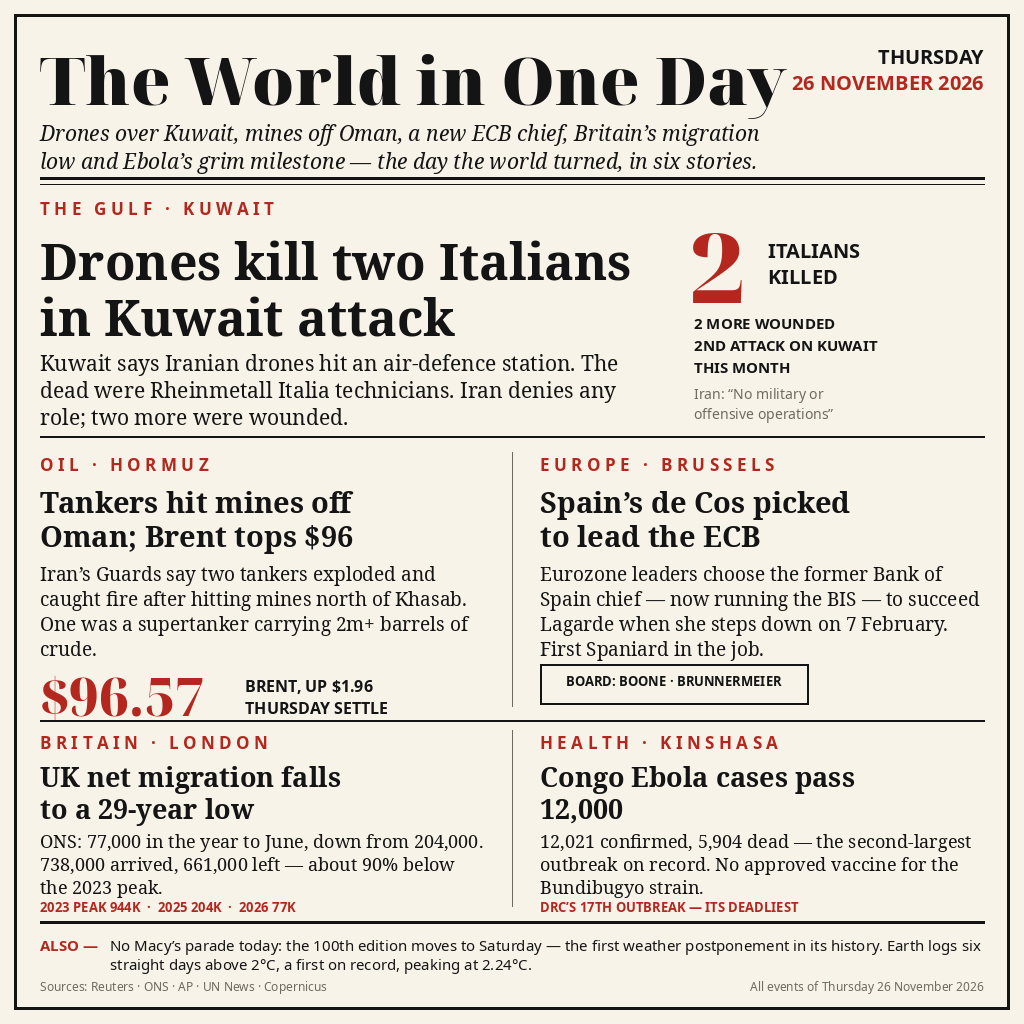 The World in One Day
THURSDAY
26 NOVEMBER 2026
Drones over Kuwait, mines off Oman, a new ECB chief, Britain’s migration
low and Ebola’s grim milestone — the day the world turned, in six stories.
THE GULF · KUWAIT
Drones kill two Italians
in Kuwait attack
Kuwait says Iranian drones hit an air-defence station. The
dead were Rheinmetall Italia technicians. Iran denies any
role; two more were wounded.
2
ITALIANS
KILLED
2 MORE WOUNDED
2ND ATTACK ON KUWAIT
THIS MONTH
Iran: “No military or
offensive operations”
OIL · HORMUZ
Tankers hit mines off
Oman; Brent tops $96
Iran’s Guards say two tankers exploded and
caught fire after hitting mines north of Khasab.
One was a supertanker carrying 2m+ barrels of
crude.
$96.57
BRENT, UP $1.96
THURSDAY SETTLE
EUROPE · BRUSSELS
Spain’s de Cos picked
to lead the ECB
Eurozone leaders choose the former Bank of
Spain chief — now running the BIS — to succeed
Lagarde when she steps down on 7 February.
First Spaniard in the job.
BOARD: BOONE · BRUNNERMEIER
BRITAIN · LONDON
UK net migration falls
to a 29-year low
ONS: 77,000 in the year to June, down from 204,000.
738,000 arrived, 661,000 left — about 90% below
the 2023 peak.
2023 PEAK 944K · 2025 204K · 2026 77K
HEALTH · KINSHASA
Congo Ebola cases pass
12,000
12,021 confirmed, 5,904 dead — the second-largest
outbreak on record. No approved vaccine for the
Bundibugyo strain.
DRC’S 17TH OUTBREAK — ITS DEADLIEST
ALSO — No Macy’s parade today: the 100th edition moves to Saturday — the first weather postponement in its history. Earth logs six
straight days above 2°C, a first on record, peaking at 2.24°C.
Sources: Reuters · ONS · AP · UN News · Copernicus
All events of Thursday 26 November 2026